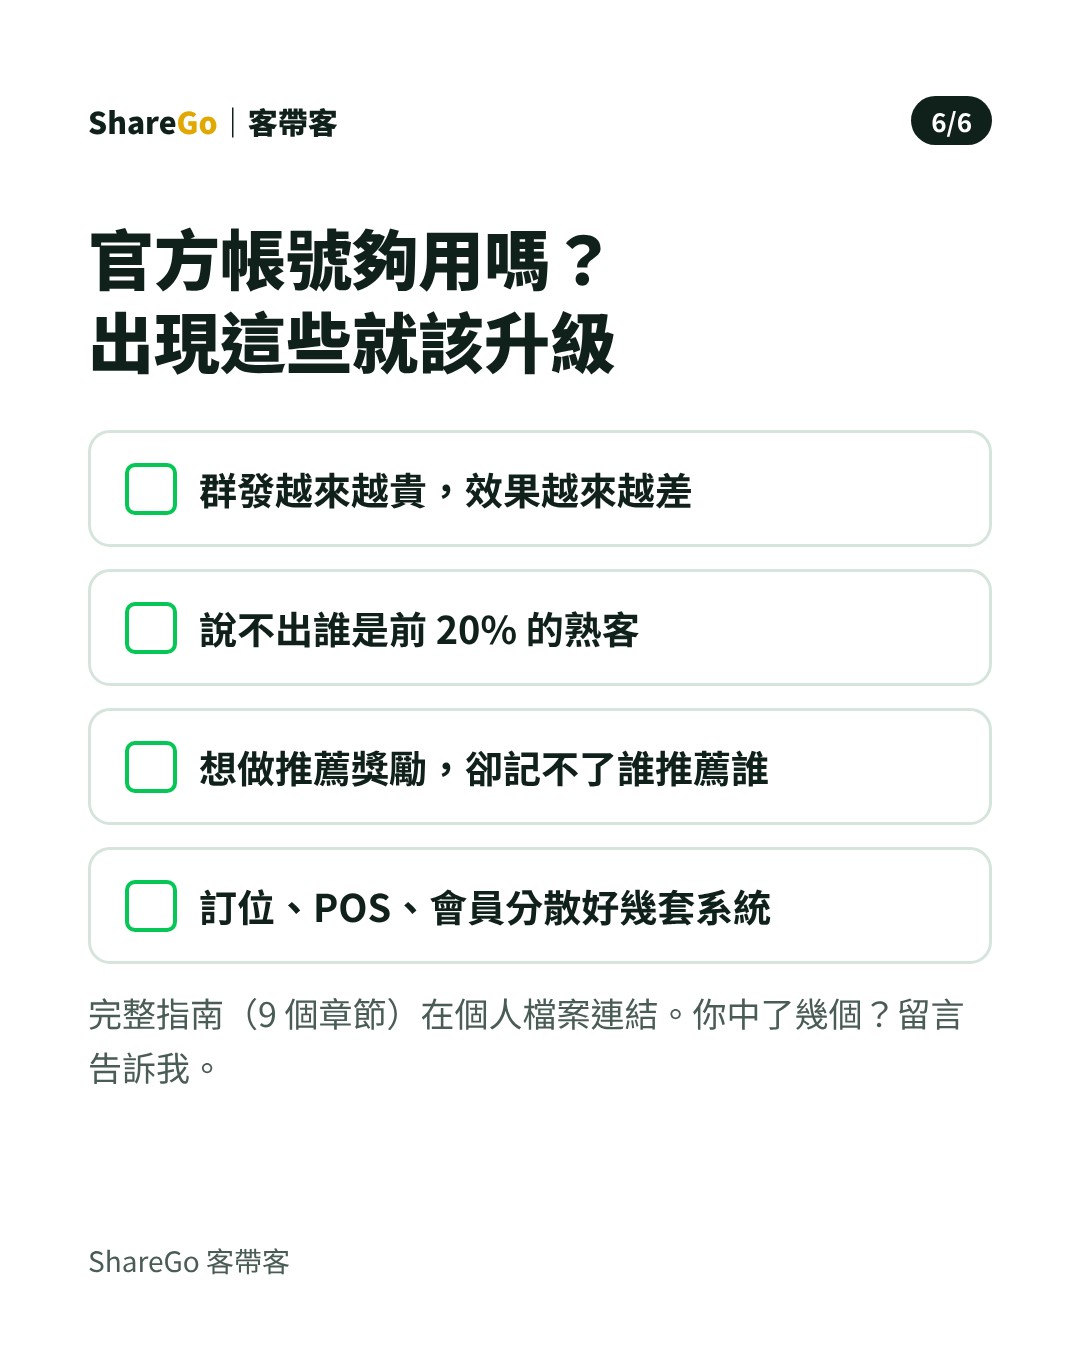 ShareGo｜客帶客
6/6
官方帳號夠用嗎？
出現這些就該升級
群發越來越貴，效果越來越差
說不出誰是前 20% 的熟客
想做推薦獎勵，卻記不了誰推薦誰
訂位、POS、會員分散好幾套系統
完整指南（9 個章節）在個人檔案連結。你中了幾個？留言
告訴我。
ShareGo 客帶客